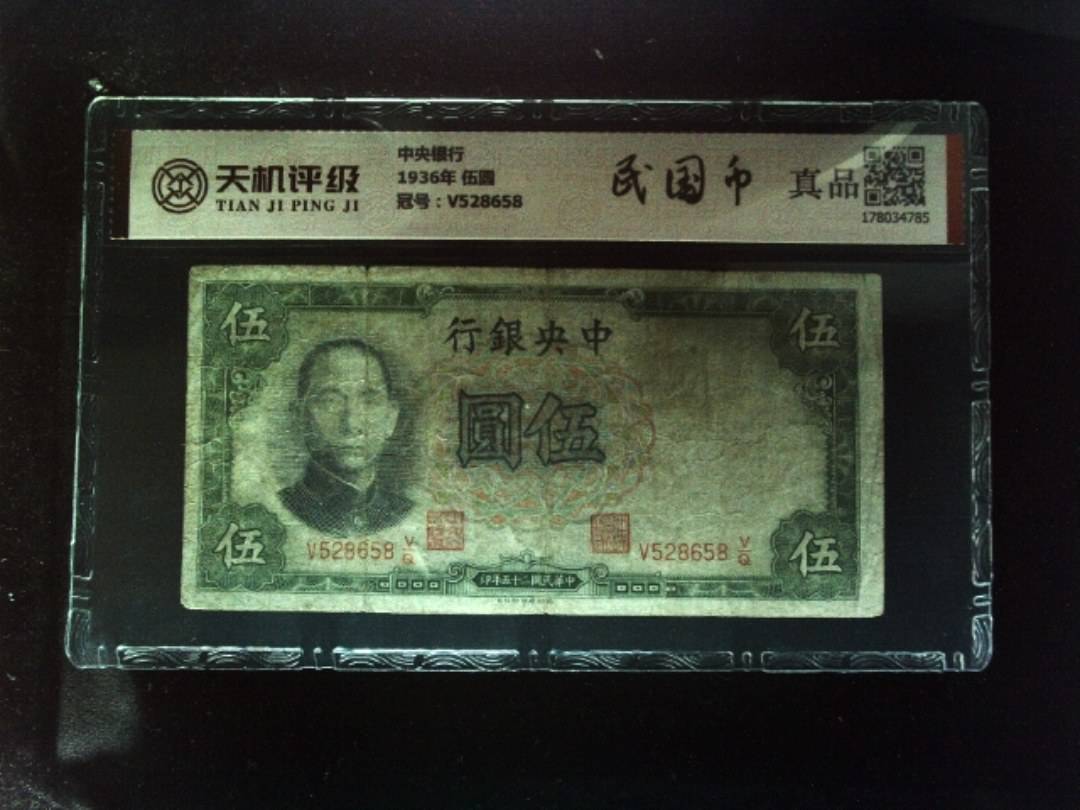 天机评级
TIAN JI PING JI
中央银行
1936年 伍圆
冠号：V528658
民国币
真品
178034785
伍
行銀央中
伍
圓伍
V528658 V/Q
V528658 V/Q
伍
印年五十二國民華中
伍